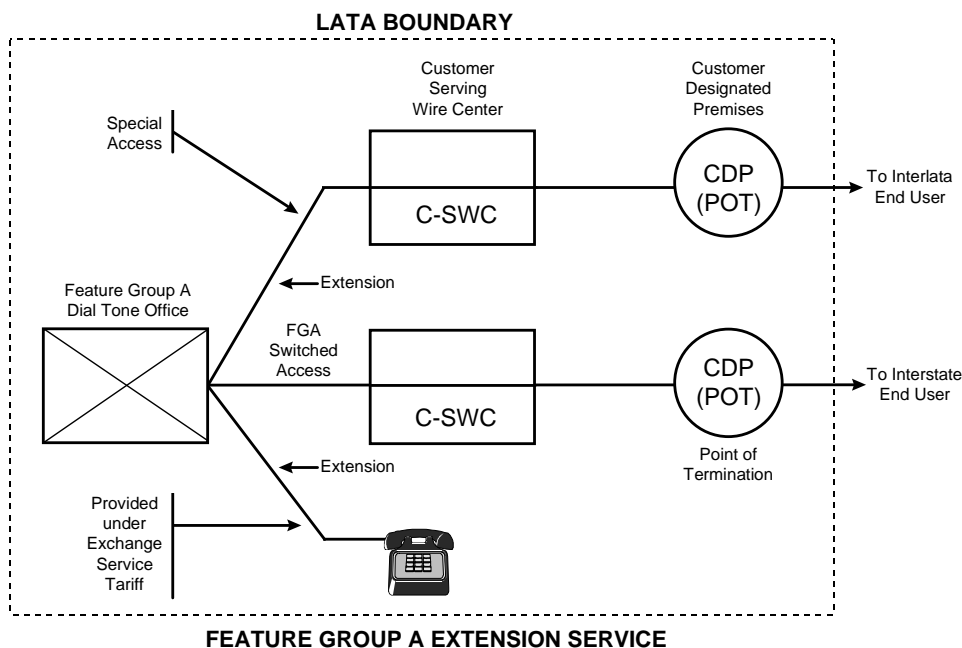 LATA BOUNDARY
Customer
Serving
Wire Center
Customer
Designated
Premises
Special
Access
CDP
(POT)
To Interlata
End User
C-SWC
Extension
Feature Group A
Dial Tone Office
FGA
Switched
Access
CDP
(POT)
To Interstate
End User
C-SWC
Extension
Point of
Termination
Provided
under
Exchange
Service
Tariff
FEATURE GROUP A EXTENSION SERVICE